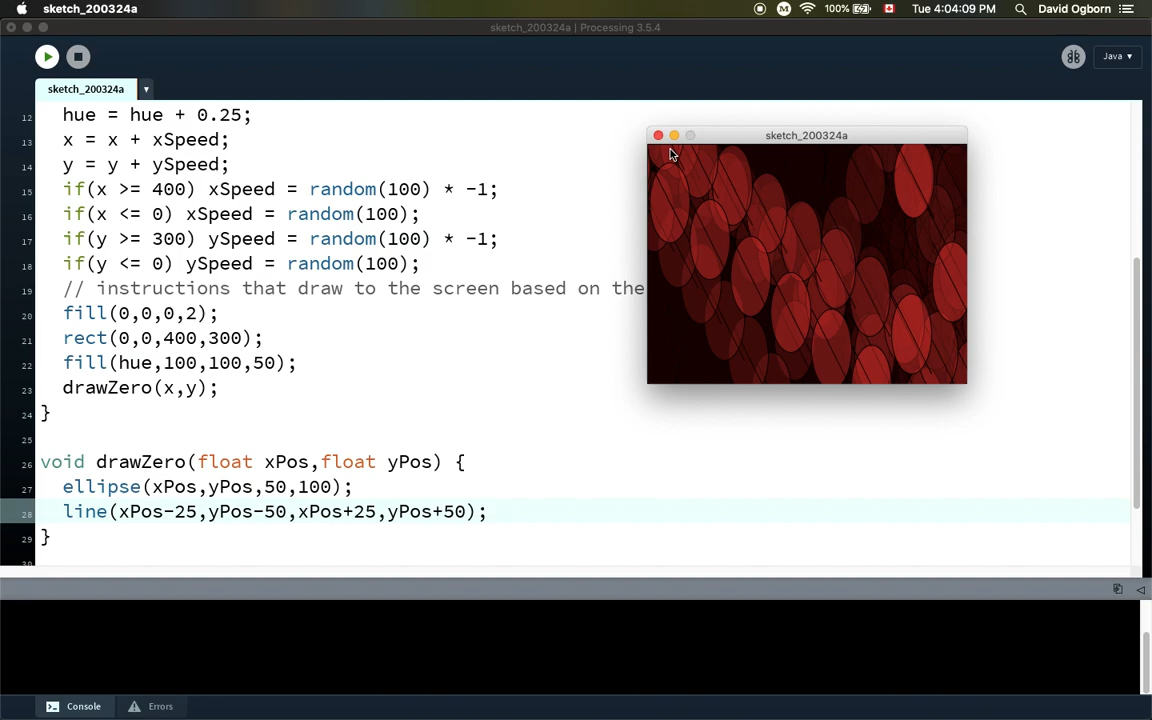 sketch_200324a
100%
Tue 4:04:09 PM
David Ogborn
sketch_200324a | Processing 3.5.4
Java ▾
sketch_200324a
▾
12 hue = hue + 0.25;
13 x = x + xSpeed;
14 y = y + ySpeed;
15 if(x >= 400) xSpeed = random(100) * -1;
16 if(x <= 0) xSpeed = random(100);
17 if(y >= 300) ySpeed = random(100) * -1;
18 if(y <= 0) ySpeed = random(100);
19 // instructions that draw to the screen based on the
20 fill(0,0,0,2);
21 rect(0,0,400,300);
22 fill(hue,100,100,50);
23 drawZero(x,y);
24 }
25
26 void drawZero(float xPos,float yPos) {
27 ellipse(xPos,yPos,50,100);
28 line(xPos-25,yPos-50,xPos+25,yPos+50);
29 }
30
sketch_200324a
Console
Errors